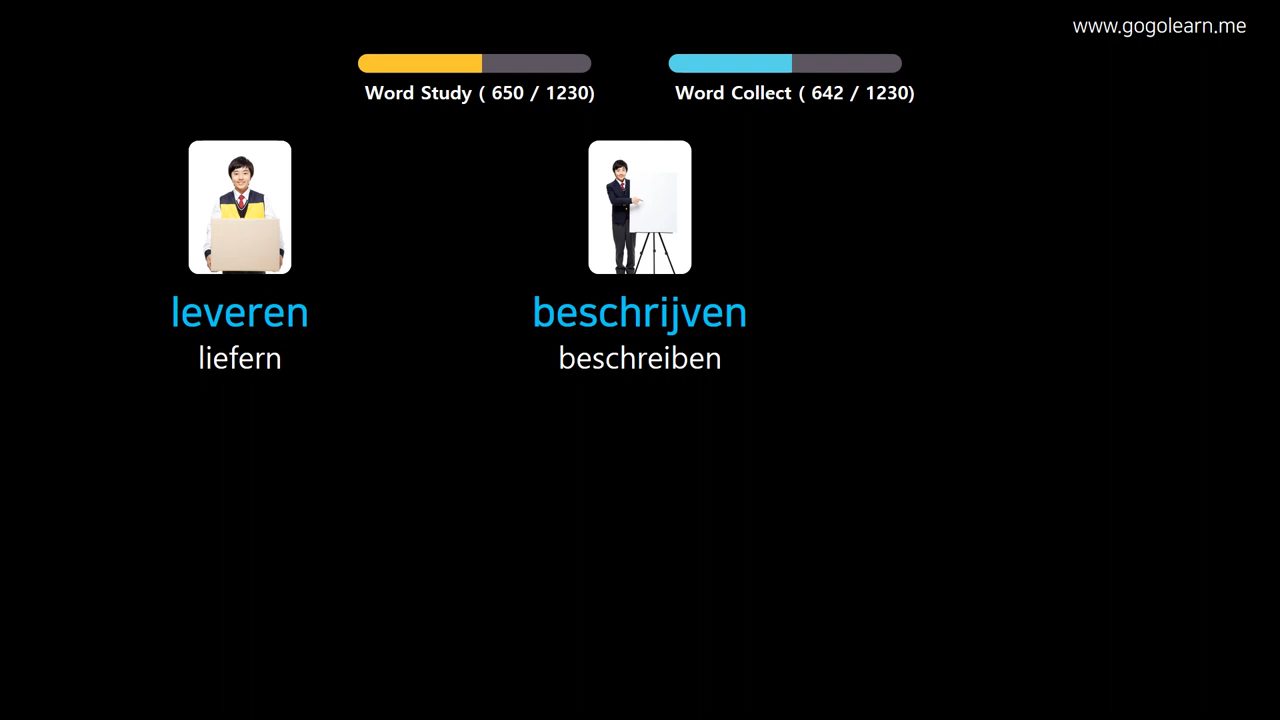 www.gogolearn.me
Word Study ( 650 / 1230)
Word Collect ( 642 / 1230)
leveren
liefern
beschrijven
beschreiben